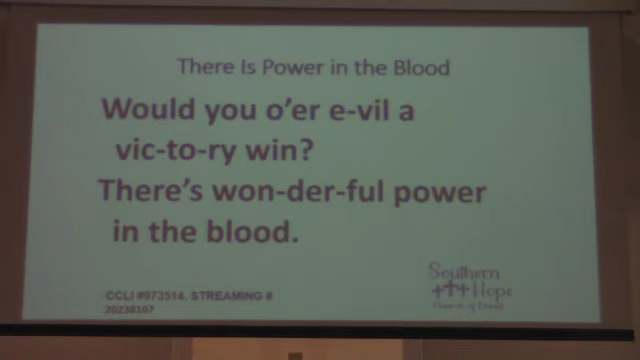 There Is Power in the Blood
Would you o'er e-vil a
vic-to-ry win?
There's won-der-ful power
in the blood.
CCLI #973514. STREAMING #
20238107
Southern
Hope
Church of Christ